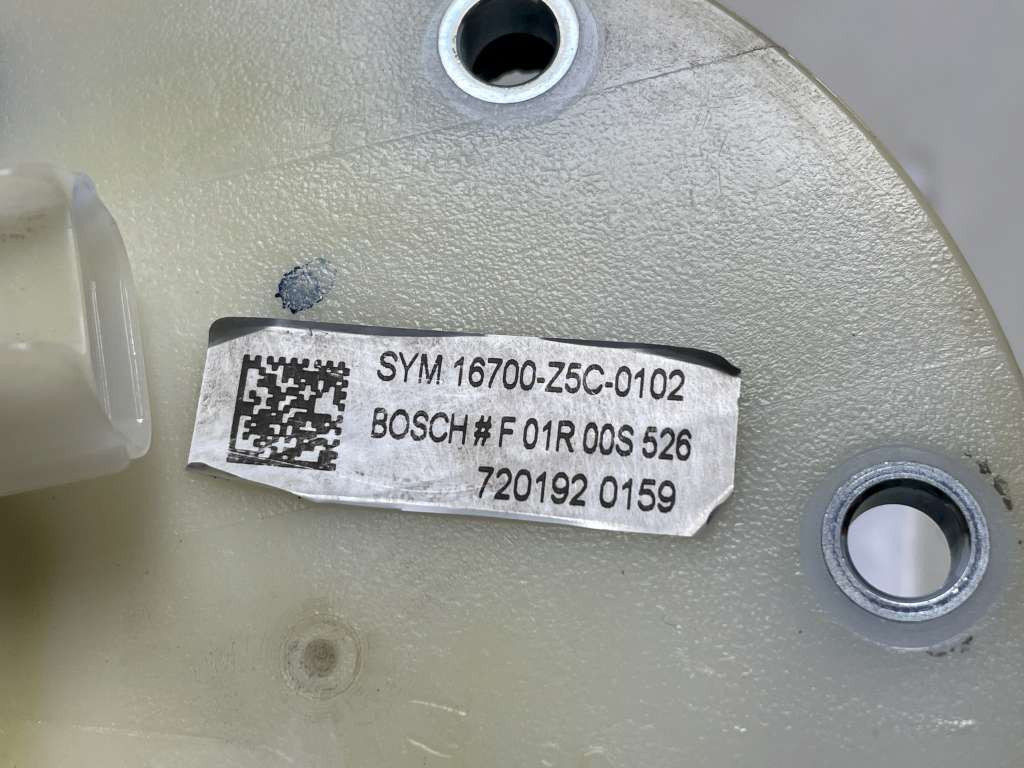 SYM 16700-Z5C-0102
BOSCH # F 01R 00S 526
720192 0159